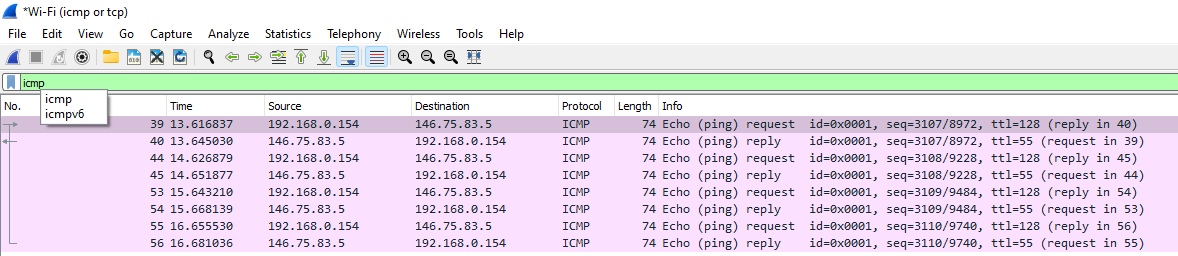 *Wi-Fi (icmp or tcp)
File Edit View Go Capture Analyze Statistics Telephony Wireless Tools Help
icmp
icmp
icmpv6
No. Time Source Destination Protocol Length Info
39 13.616837 192.168.0.154 146.75.83.5 ICMP 74 Echo (ping) request id=0x0001, seq=3107/8972, ttl=128 (reply in 40)
40 13.645030 146.75.83.5 192.168.0.154 ICMP 74 Echo (ping) reply id=0x0001, seq=3107/8972, ttl=55 (request in 39)
44 14.626879 192.168.0.154 146.75.83.5 ICMP 74 Echo (ping) request id=0x0001, seq=3108/9228, ttl=128 (reply in 45)
45 14.651877 146.75.83.5 192.168.0.154 ICMP 74 Echo (ping) reply id=0x0001, seq=3108/9228, ttl=55 (request in 44)
53 15.643210 192.168.0.154 146.75.83.5 ICMP 74 Echo (ping) request id=0x0001, seq=3109/9484, ttl=128 (reply in 54)
54 15.668139 146.75.83.5 192.168.0.154 ICMP 74 Echo (ping) reply id=0x0001, seq=3109/9484, ttl=55 (request in 53)
55 16.655530 192.168.0.154 146.75.83.5 ICMP 74 Echo (ping) request id=0x0001, seq=3110/9740, ttl=128 (reply in 56)
56 16.681036 146.75.83.5 192.168.0.154 ICMP 74 Echo (ping) reply id=0x0001, seq=3110/9740, ttl=55 (request in 55)